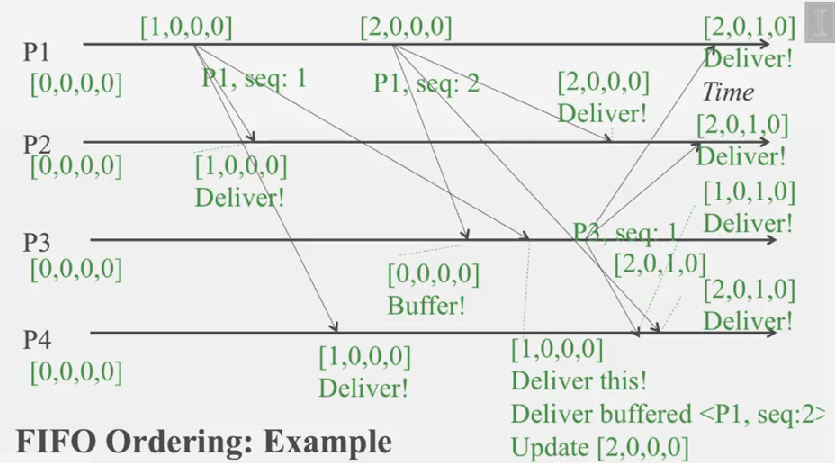 [1,0,0,0]
[2,0,0,0]
[2,0,1,0]
P1
Deliver!
[0,0,0,0]
P1, seq: 1
P1, seq: 2
[2,0,0,0]
Deliver!
Time
[2,0,1,0]
P2
Deliver!
[0,0,0,0]
[1,0,0,0]
Deliver!
[1,0,1,0]
Deliver!
P3
[0,0,0,0]
P3, seq: 1
[2,0,1,0]
[0,0,0,0]
Buffer!
[2,0,1,0]
Deliver!
P4
[0,0,0,0]
[1,0,0,0]
Deliver!
[1,0,0,0]
Deliver this!
Deliver buffered <P1, seq:2>
Update [2,0,0,0]
FIFO Ordering: Example